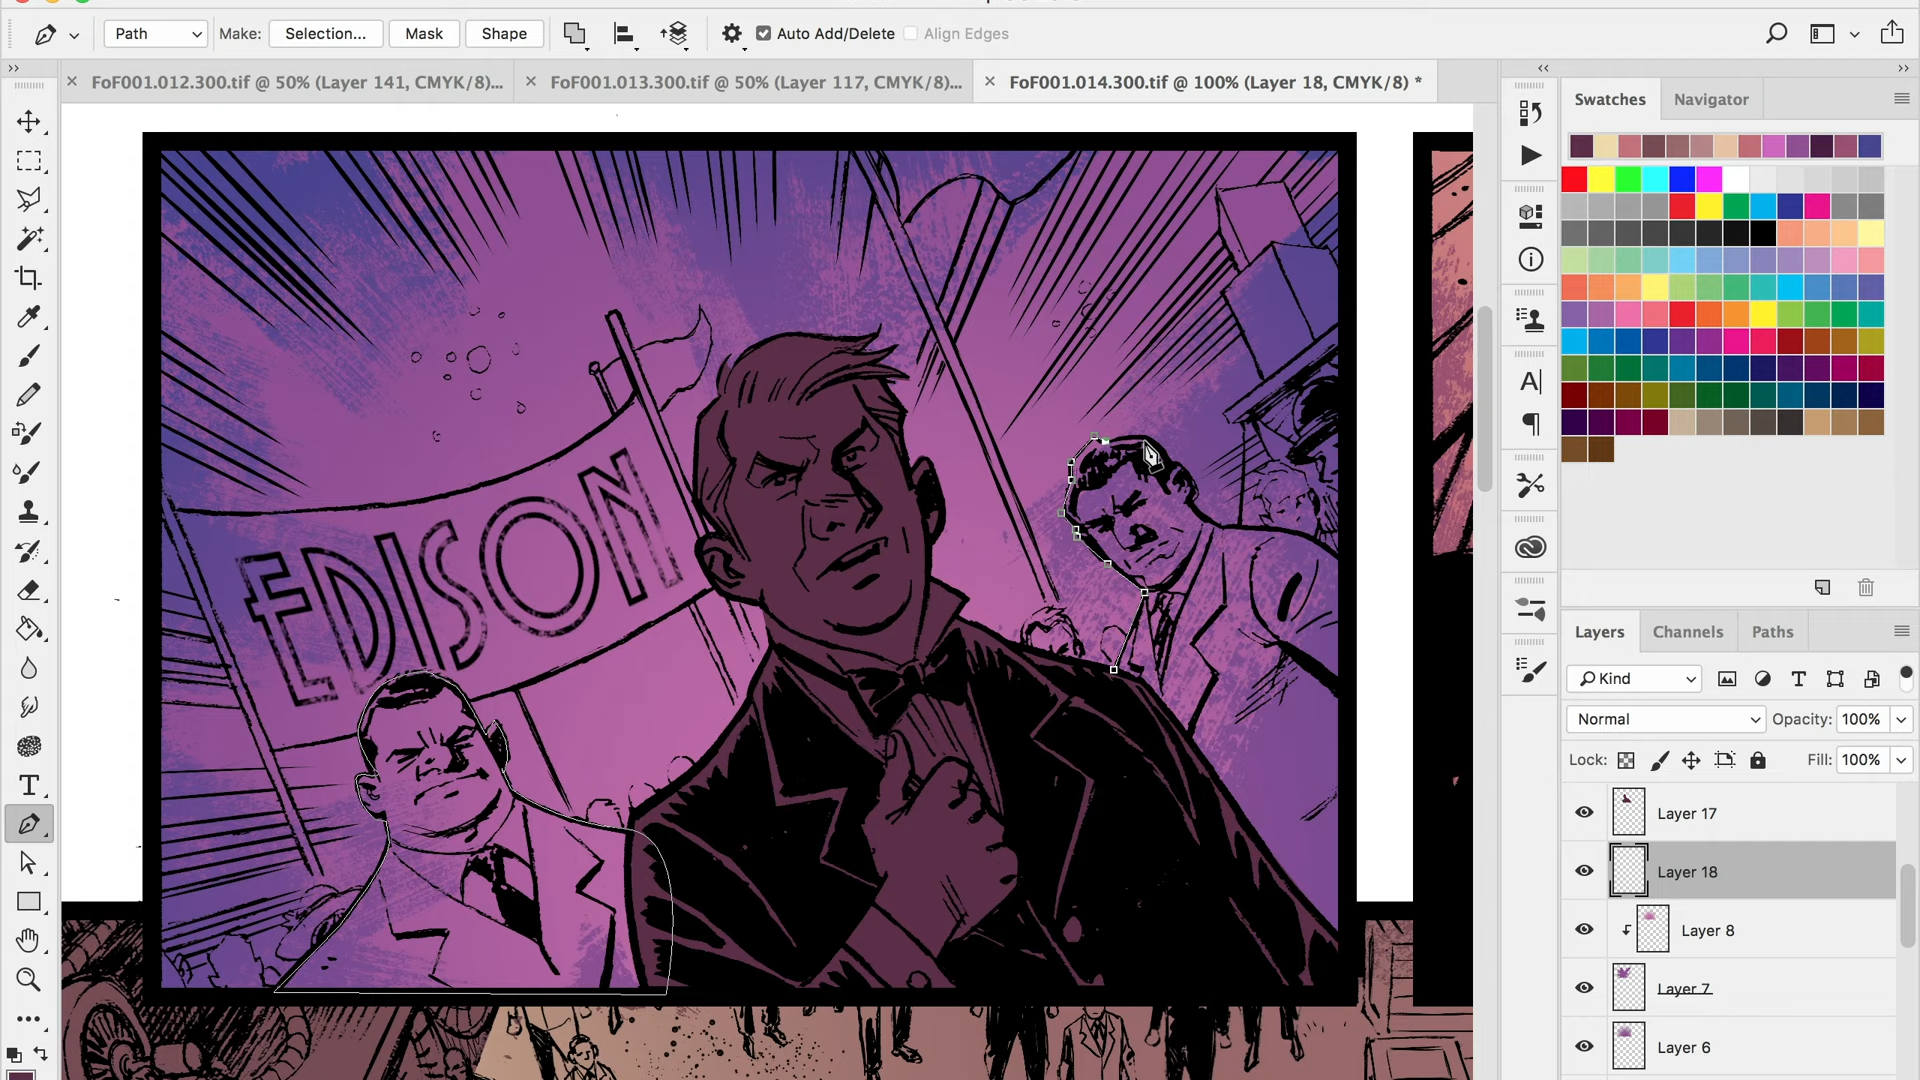 Path
Make:
Selection...
Mask
Shape
Auto Add/Delete
Align Edges
FoF001.012.300.tif @ 50% (Layer 141, CMYK/8)...
FoF001.013.300.tif @ 50% (Layer 117, CMYK/8)...
FoF001.014.300.tif @ 100% (Layer 18, CMYK/8) *
Swatches
Navigator
EDISON
Layers
Channels
Paths
Kind
Normal
Opacity: 100%
Lock:
Fill: 100%
Layer 17
Layer 18
Layer 8
Layer 7
Layer 6